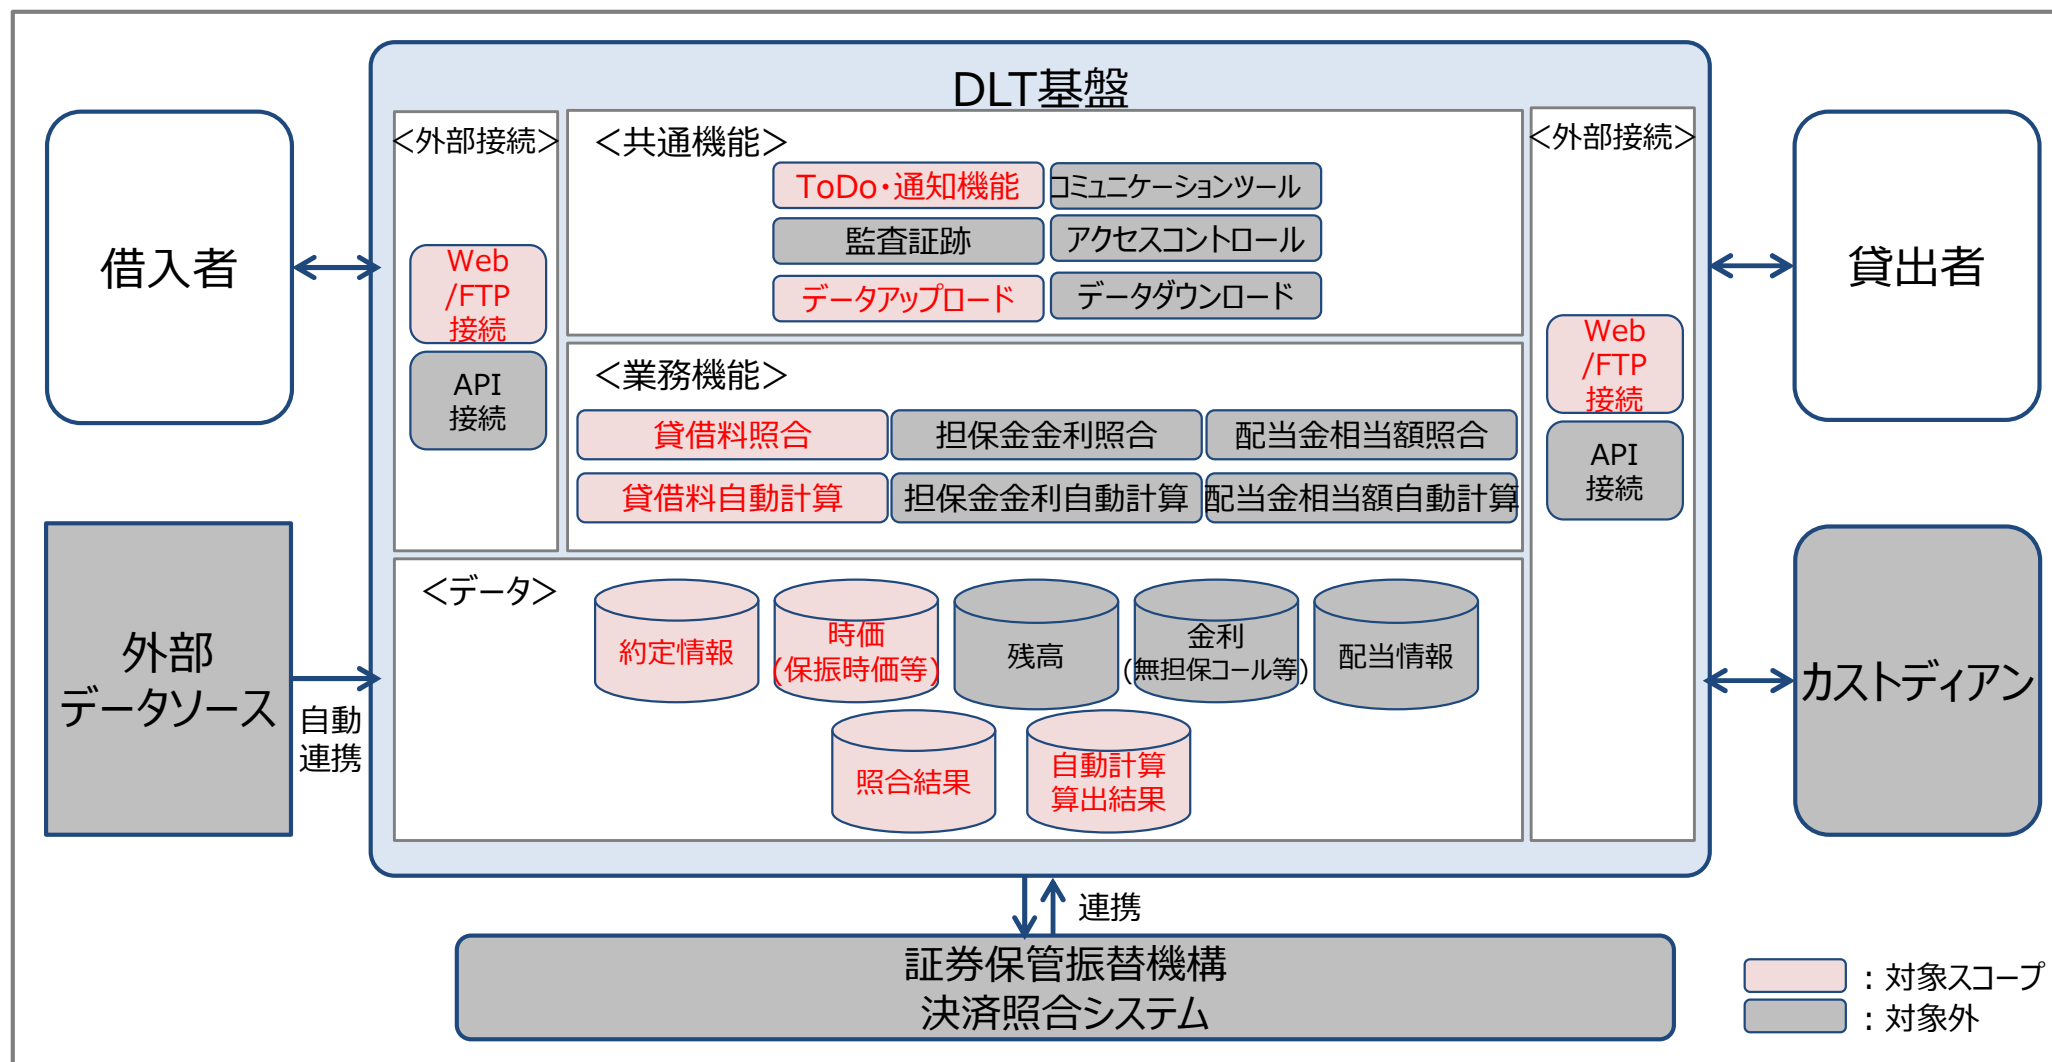 DLT基盤
借入者
<外部接続>
Web
/FTP
接続
API
接続
<共通機能>
ToDo・通知機能
コミュニケーションツール
監査証跡
アクセスコントロール
データアップロード
データダウンロード
<業務機能>
貸借料照合
担保金金利照合
配当金相当額照合
貸借料自動計算
担保金金利自動計算
配当金相当額自動計算
<外部接続>
Web
/FTP
接続
API
接続
貸出者
外部
データソース
自動
連携
<データ>
約定情報
時価
(保振時価等)
残高
金利
(無担保コール等)
配当情報
照合結果
自動計算
算出結果
カストディアン
連携
証券保管振替機構
決済照合システム
：対象スコープ
：対象外